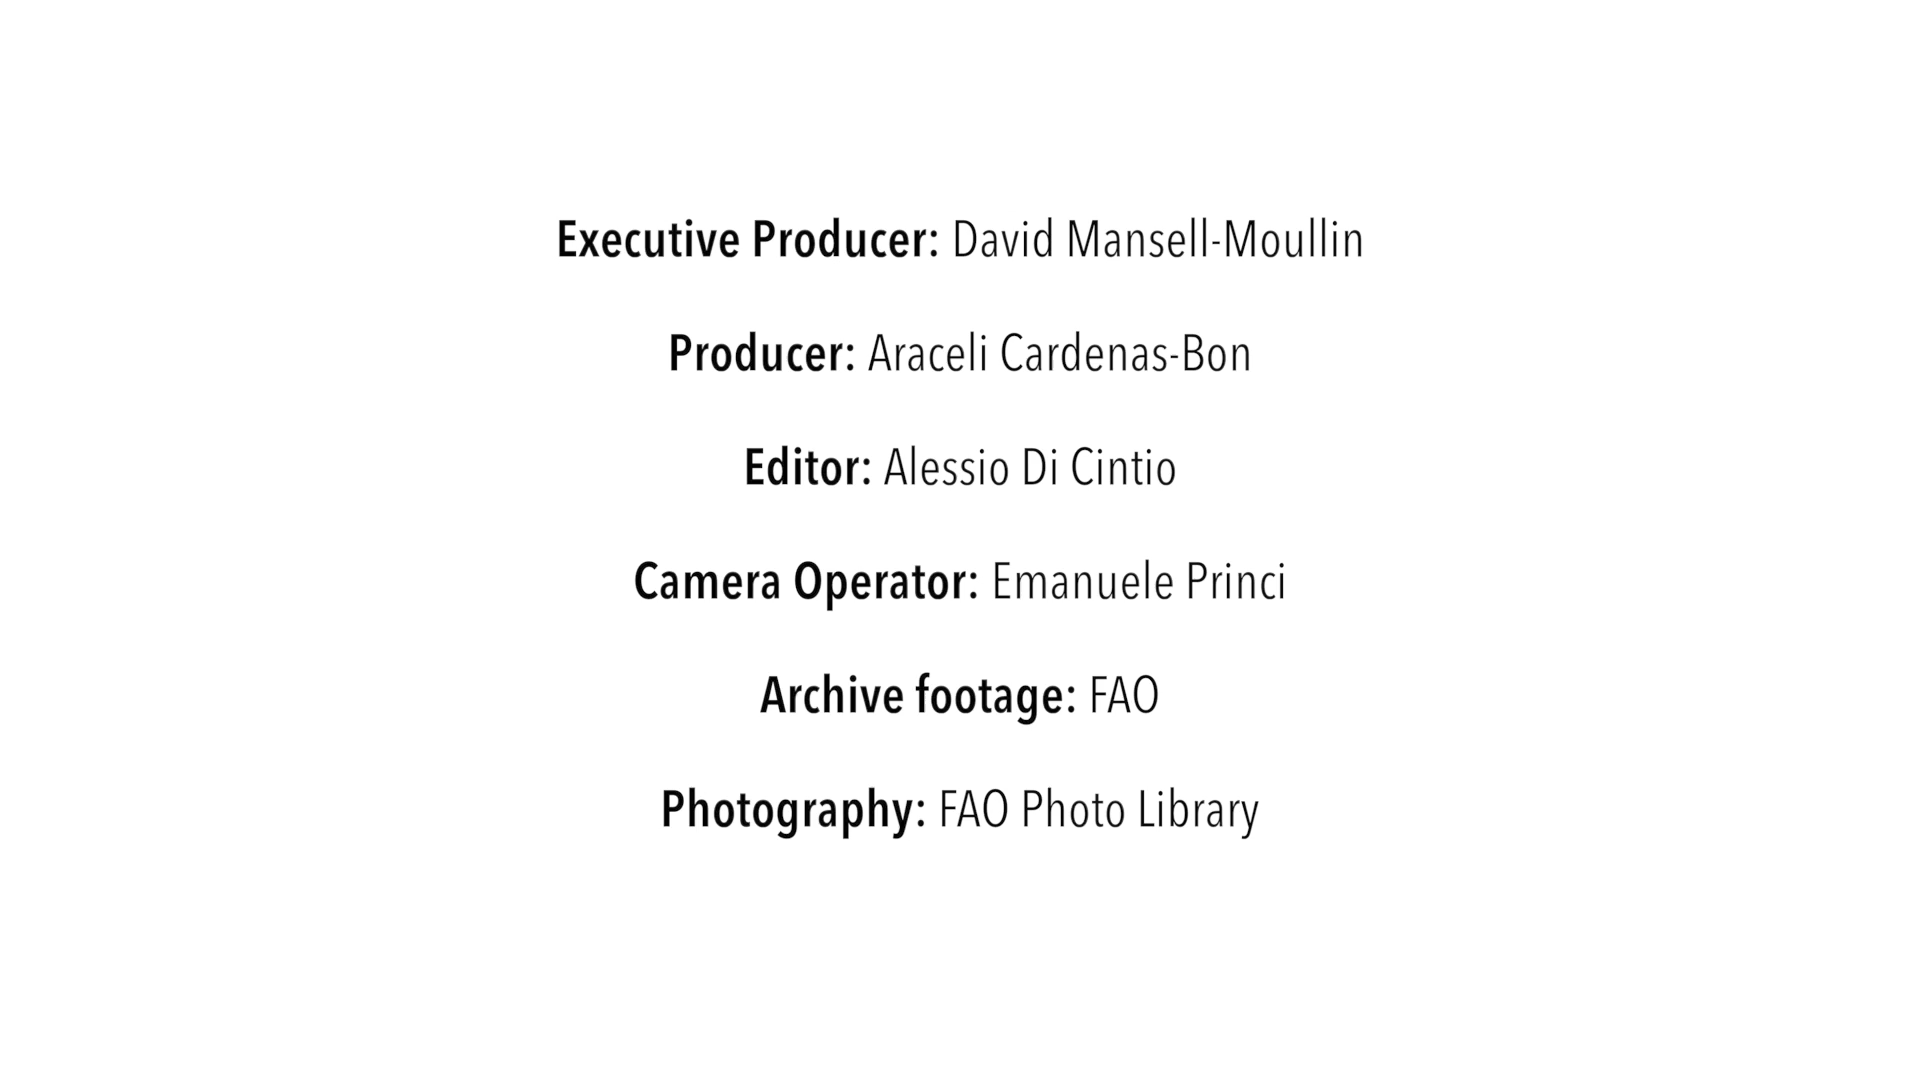 Executive Producer: David Mansell-Moullin
Producer: Araceli Cardenas-Bon
Editor: Alessio Di Cintio
Camera Operator: Emanuele Princi
Archive footage: FAO
Photography: FAO Photo Library